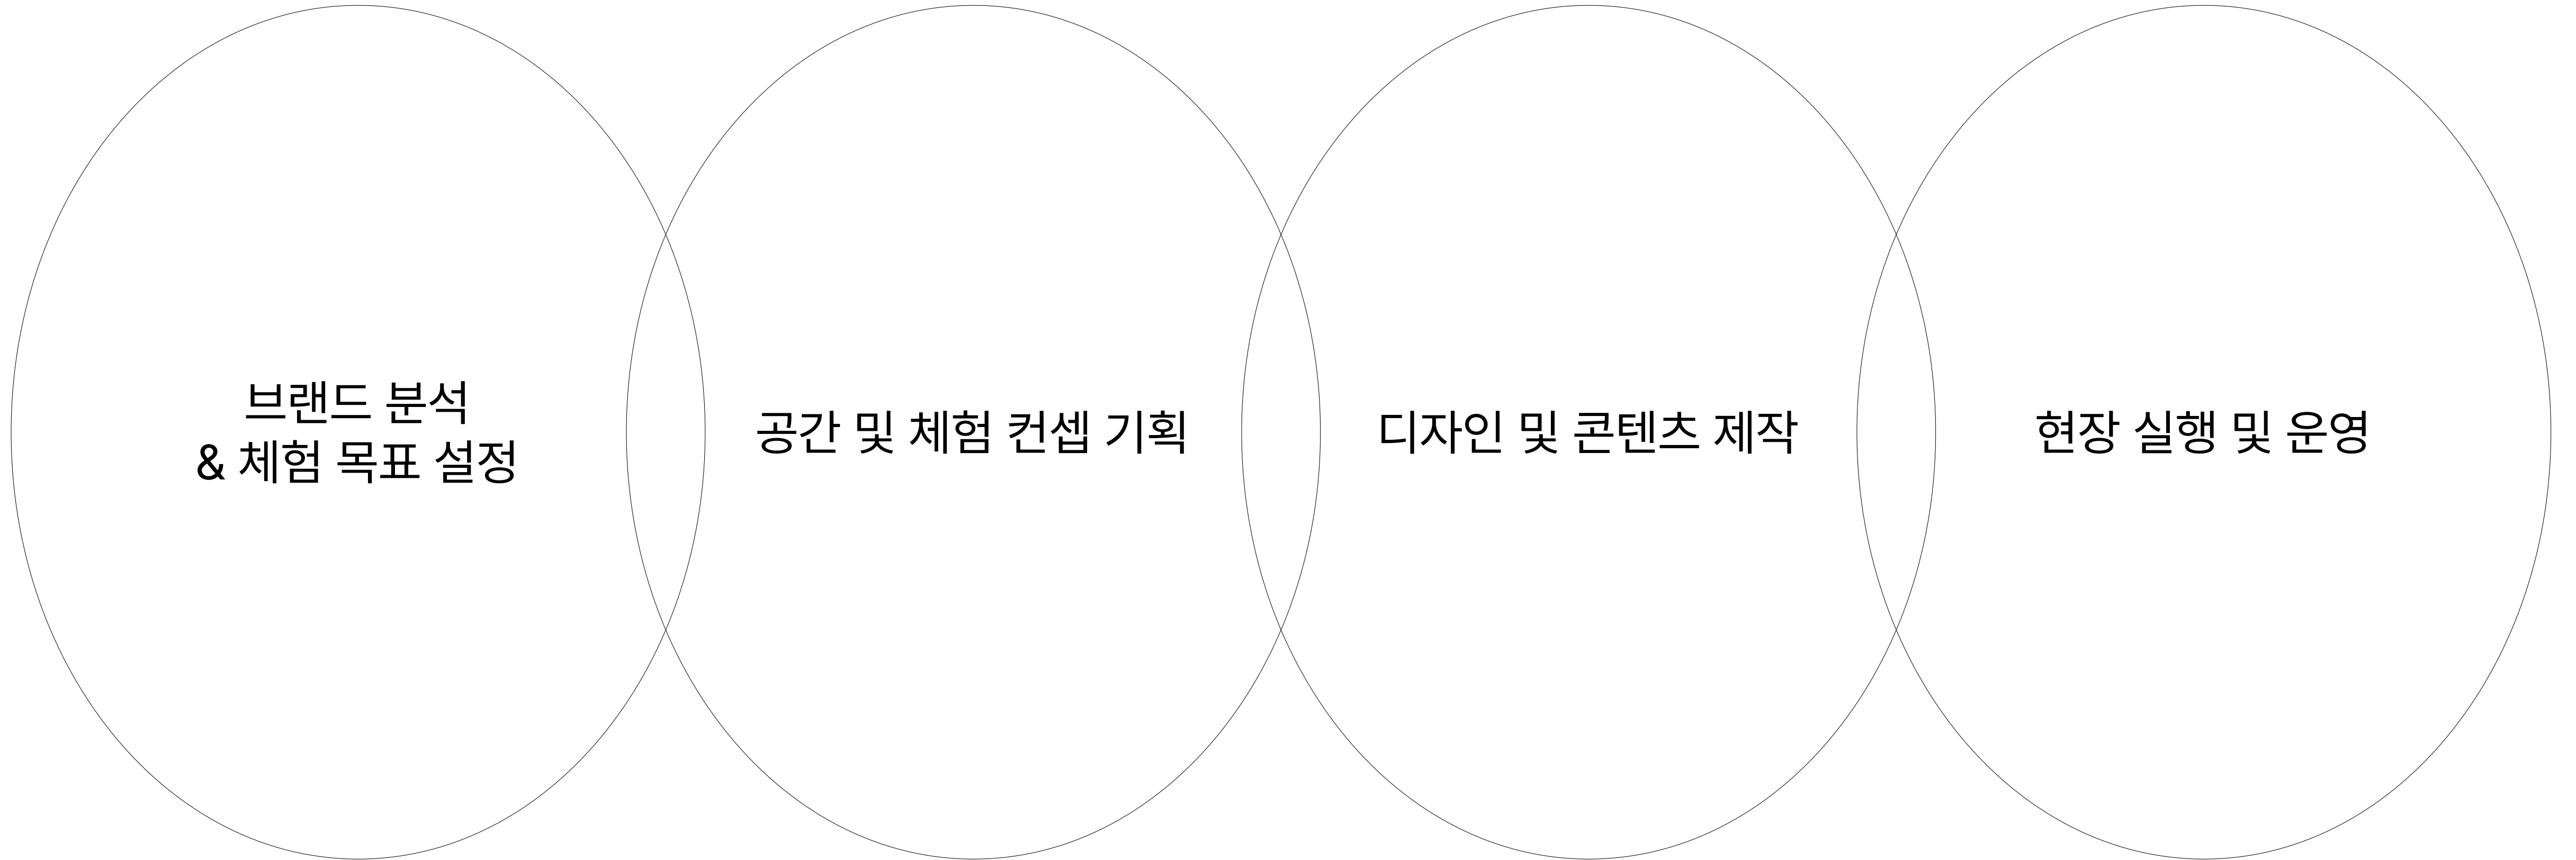 브랜드 분석
& 체험 목표 설정
공간 및 체험 컨셉 기획
디자인 및 콘텐츠 제작
현장 실행 및 운영